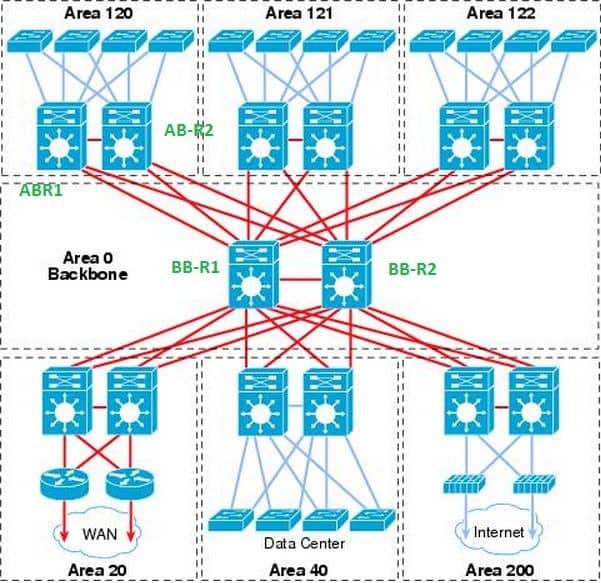 Area 120
Area 121
Area 122
AB-R2
ABR1
Area 0
Backbone
BB-R1
BB-R2
WAN
Data Center
Internet
Area 20
Area 40
Area 200